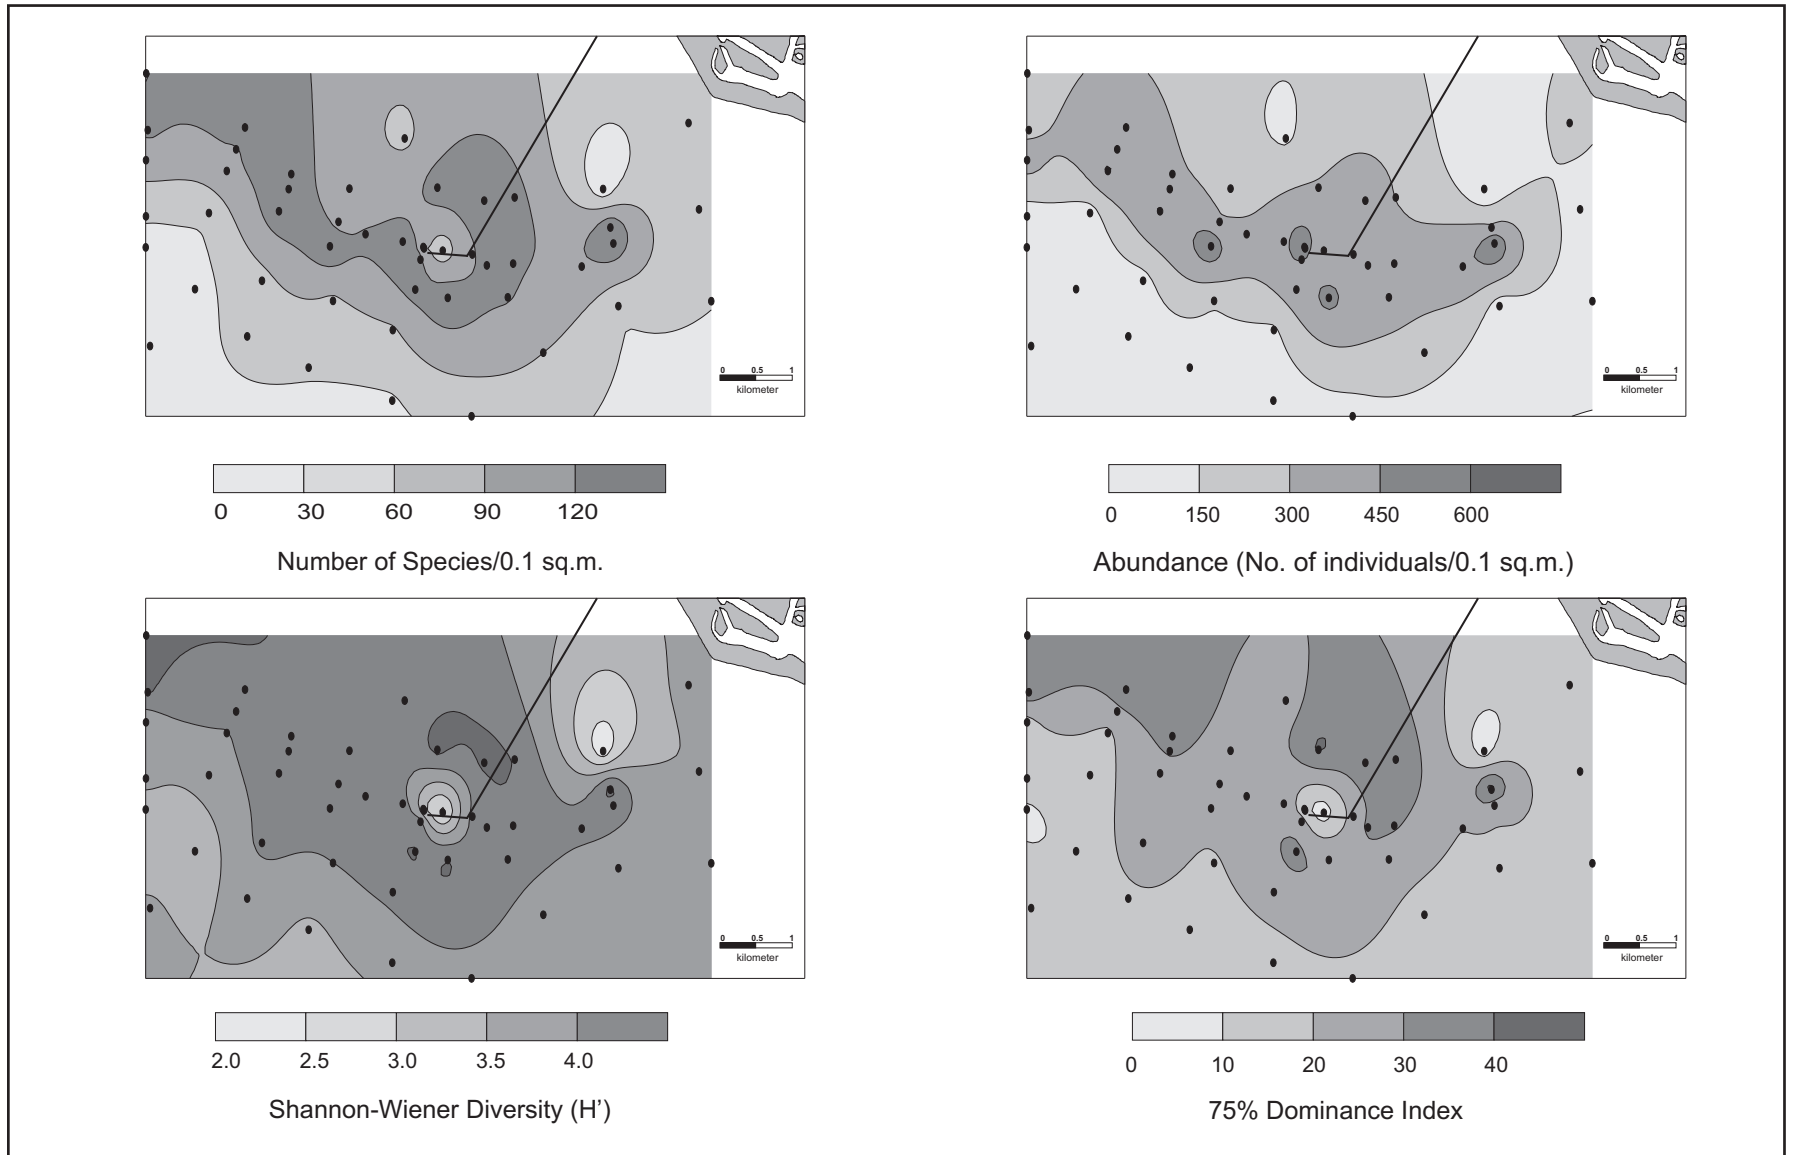 0 0.5 1
kilometer
0 30 60 90 120
Number of Species/0.1 sq.m.
0 0.5 1
kilometer
0 150 300 450 600
Abundance (No. of individuals/0.1 sq.m.)
0 0.5 1
kilometer
2.0 2.5 3.0 3.5 4.0
Shannon-Wiener Diversity (H’)
0 0.5 1
kilometer
0 10 20 30 40
75% Dominance Index